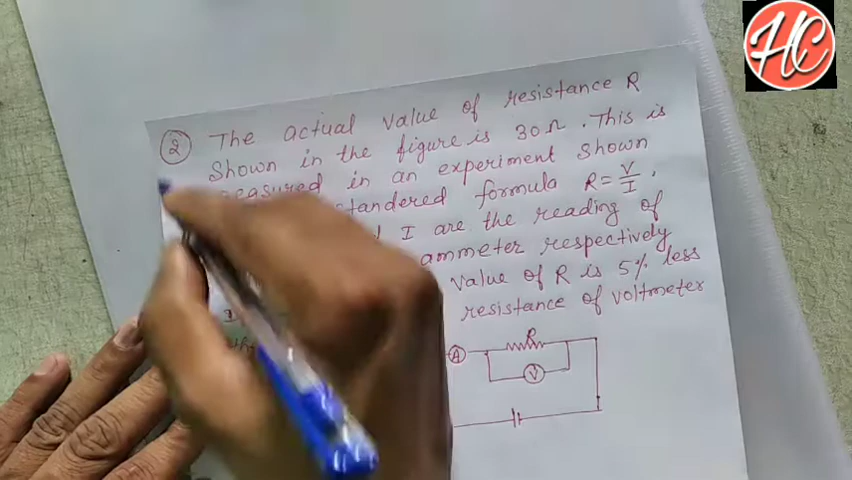 HC
2 The actual value of resistance R
Shown in the figure is 30Ω. This is
measured in an experiment shown
standered formula R = V/I,
I are the reading of
ammeter respectively
value of R is 5% less
resistance of voltmeter
R
A
V